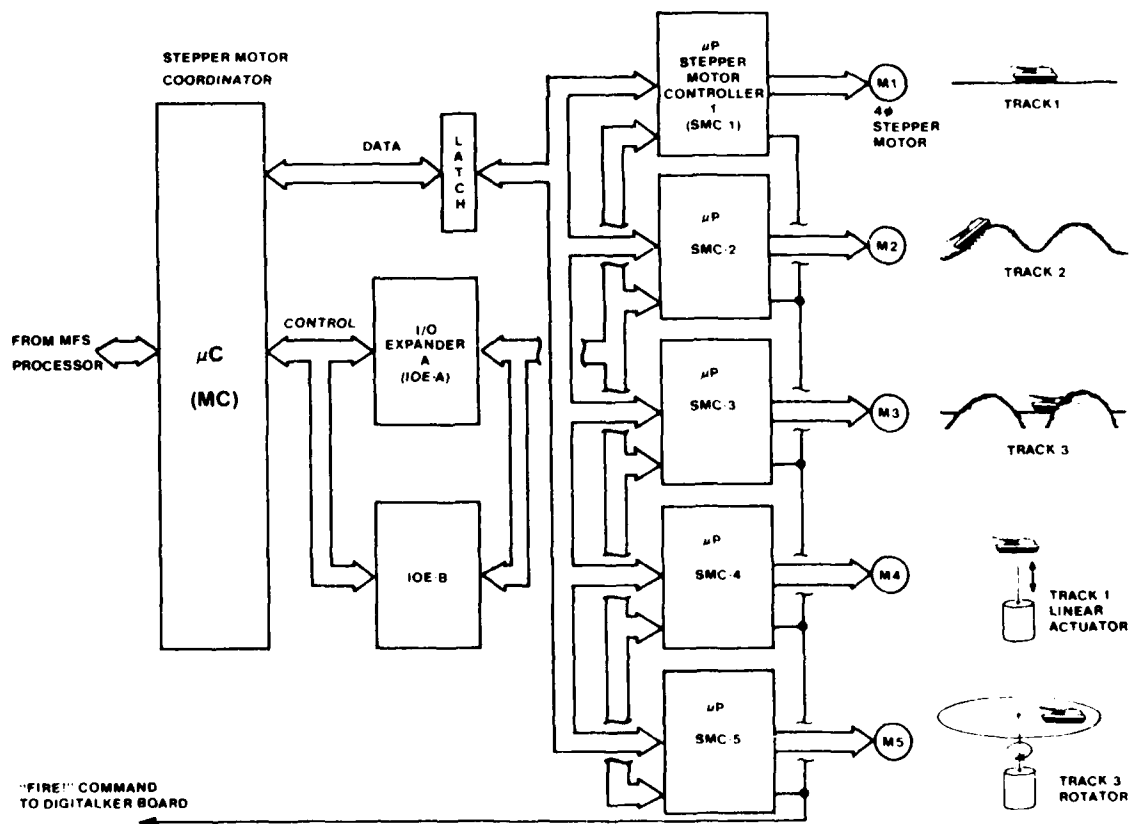 STEPPER MOTOR
COORDINATOR
μC
(MC)
FROM MFS
PROCESSOR
DATA
LATCH
CONTROL
I/O
EXPANDER
A
(IOE-A)
IOE-B
μP
STEPPER
MOTOR
CONTROLLER
1
(SMC-1)
M1
4φ
STEPPER
MOTOR
TRACK 1
μP
SMC-2
M2
TRACK 2
μP
SMC-3
M3
TRACK 3
μP
SMC-4
M4
TRACK 1
LINEAR
ACTUATOR
μP
SMC-5
M5
TRACK 3
ROTATOR
"FIRE!" COMMAND
TO DIGITALKER BOARD